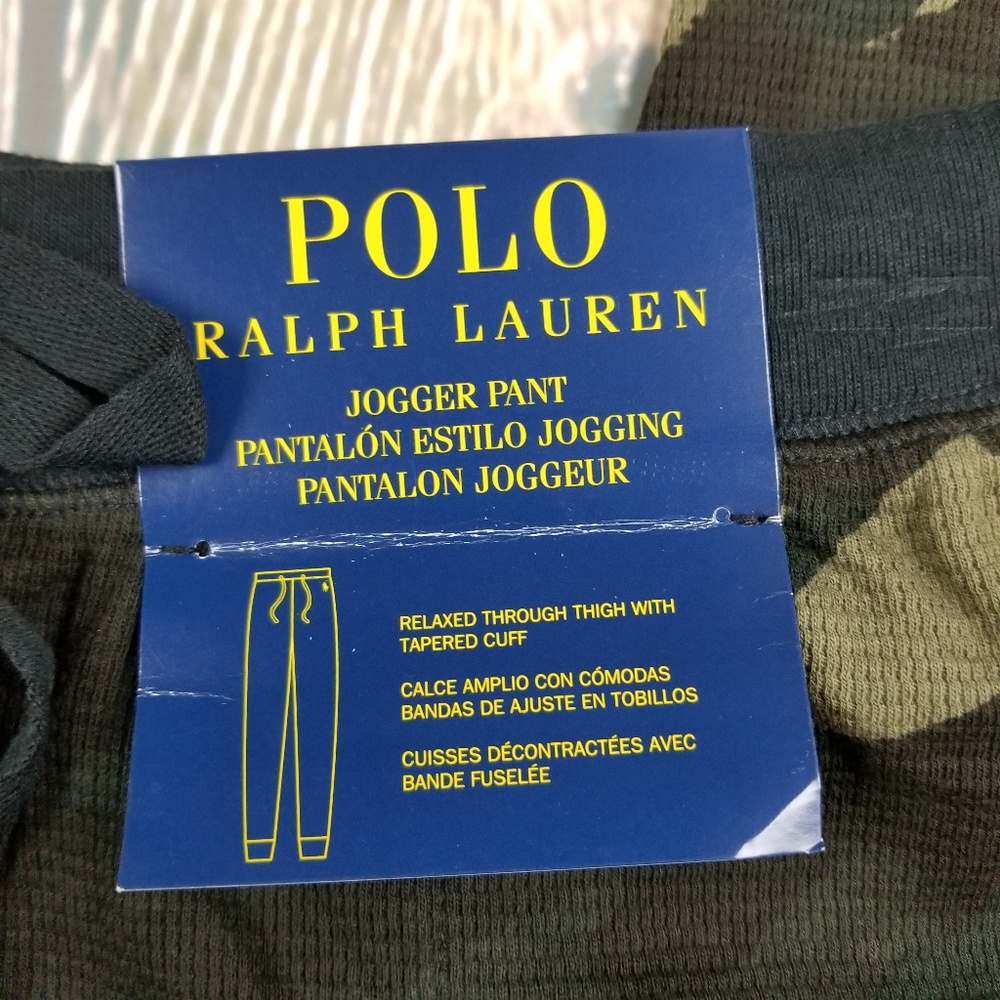 POLO
RALPH LAUREN
JOGGER PANT
PANTALÓN ESTILO JOGGING
PANTALON JOGGEUR
RELAXED THROUGH THIGH WITH
TAPERED CUFF
CALCE AMPLIO CON CÓMODAS
BANDAS DE AJUSTE EN TOBILLOS
CUISSES DÉCONTRACTÉES AVEC
BANDE FUSELÉE